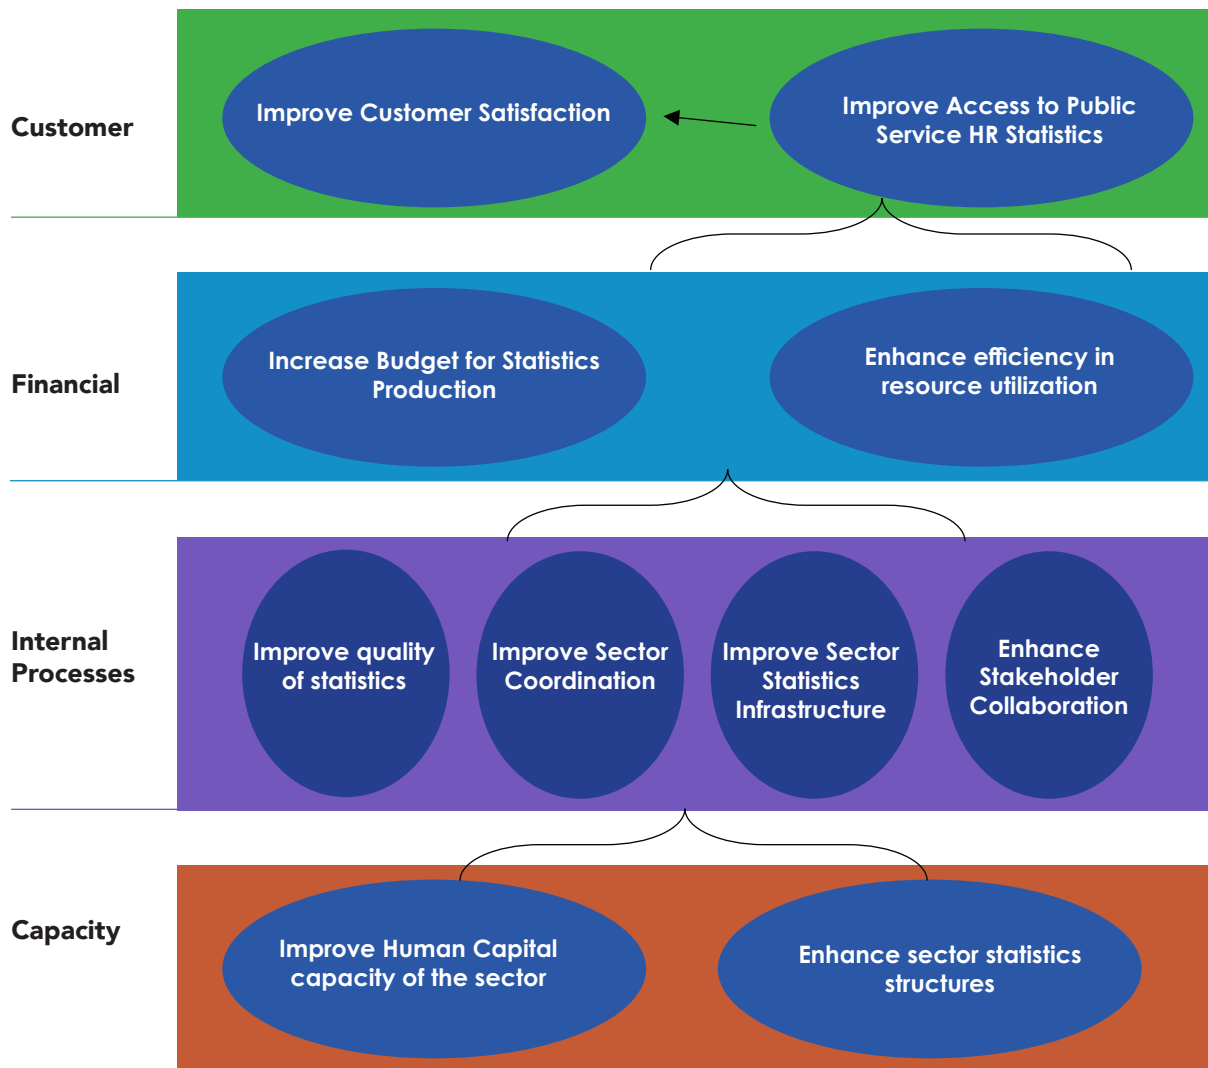 Customer
Improve Customer Satisfaction
Improve Access to Public
Service HR Statistics
Financial
Increase Budget for Statistics
Production
Enhance efficiency in
resource utilization
Internal
Processes
Improve quality
of statistics
Improve Sector
Coordination
Improve Sector
Statistics
Infrastructure
Enhance
Stakeholder
Collaboration
Capacity
Improve Human Capital
capacity of the sector
Enhance sector statistics
structures